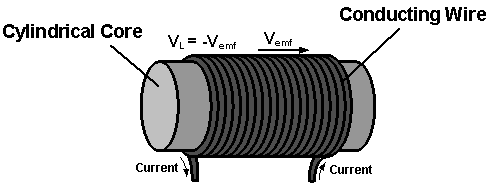 Conducting Wire
Cylindrical Core
V_L = -V_emf
V_emf
Current
Current